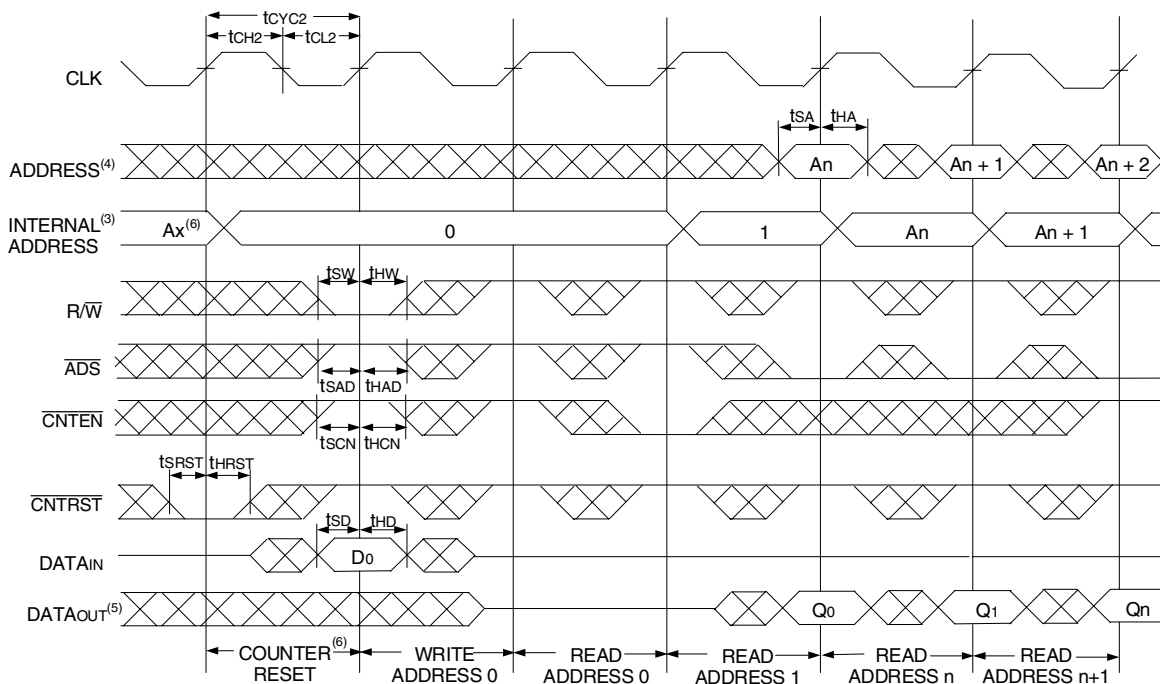 tCYC2
tCH2 tCL2
CLK
tSA tHA
ADDRESS(4) An An + 1 An + 2
INTERNAL(3)
ADDRESS Ax(6) 0 1 An An + 1
tSW tHW
R/W̅
A̅D̅S̅
tSAD tHAD
C̅N̅T̅E̅N̅
tSCN tHCN
tSRST tHRST
C̅N̅T̅R̅S̅T̅
tSD tHD
DATAIN D0
DATAOUT(5) Q0 Q1 Qn
COUNTER(6) WRITE READ READ READ READ
RESET ADDRESS 0 ADDRESS 0 ADDRESS 1 ADDRESS n ADDRESS n+1